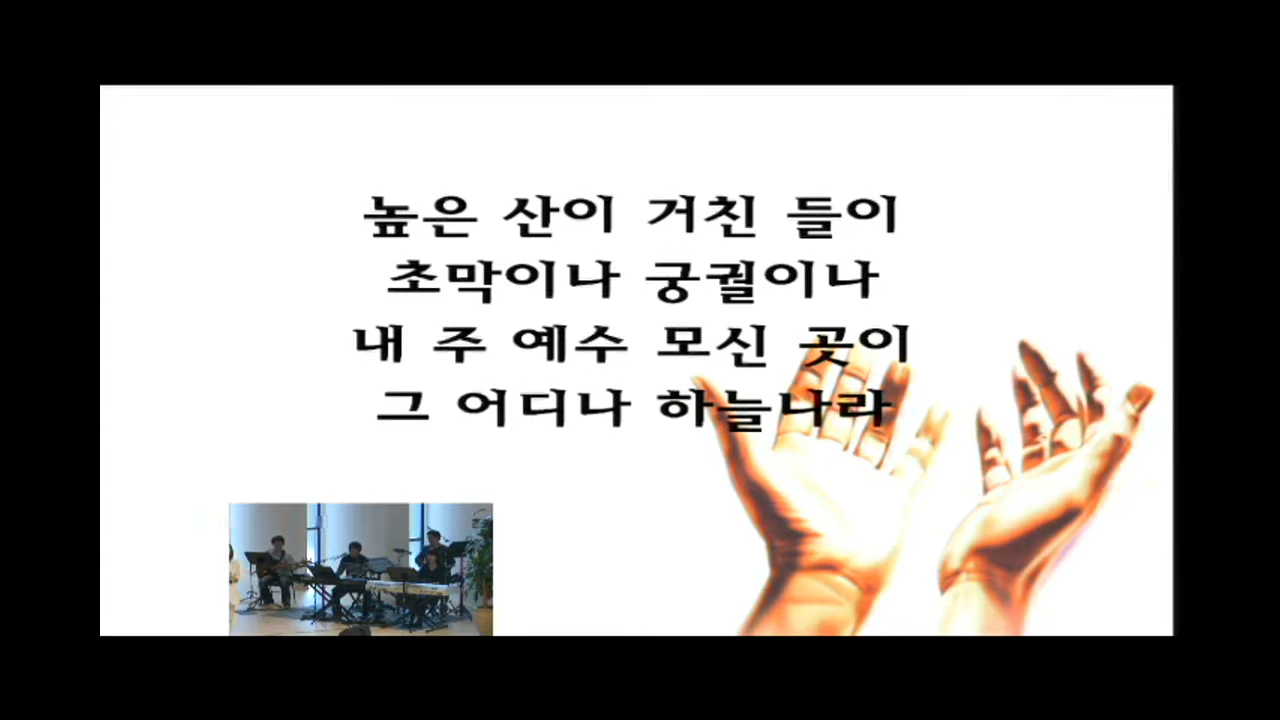 높은 산이 거친 들이
초막이나 궁궐이나
내 주 예수 모신 곳이
그 어디나 하늘나라